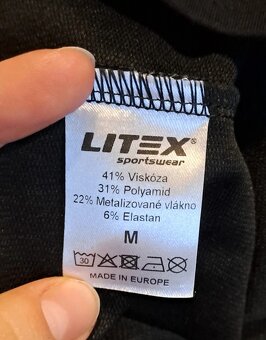 LITEX
sportswear
41% Viskóza
31% Polyamid
22% Metalizované vlákno
6% Elastan
M
30
MADE IN EUROPE